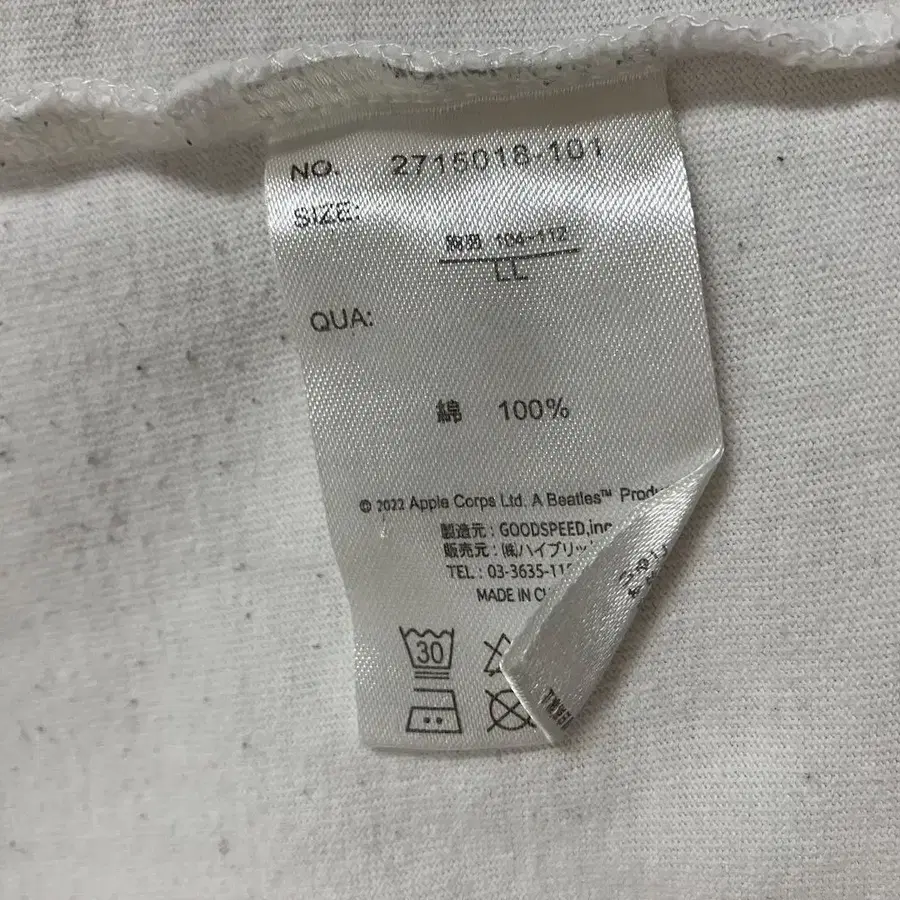 NO. 2715018-101
SIZE:
胸囲 104~112
LL
QUA:
綿 100%
© 2022 Apple Corps Ltd. A Beatles™
製造元 : GOODSPEED,inc
販売元 : ㈱ハイブリッ
TEL : 03-3635-11
MADE IN
30